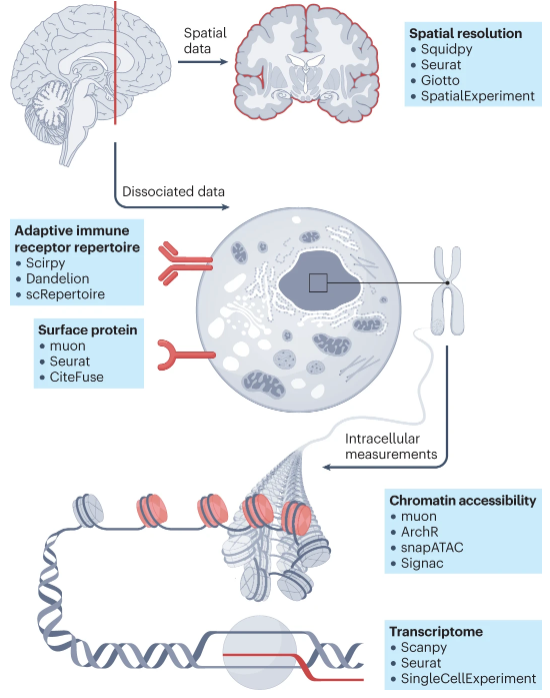 Spatial
data
Spatial resolution
• Squidpy
• Seurat
• Giotto
• SpatialExperiment
Dissociated data
Adaptive immune
receptor repertoire
• Scirpy
• Dandelion
• scRepertoire
Surface protein
• muon
• Seurat
• CiteFuse
Intracellular
measurements
Chromatin accessibility
• muon
• ArchR
• snapATAC
• Signac
Transcriptome
• Scanpy
• Seurat
• SingleCellExperiment